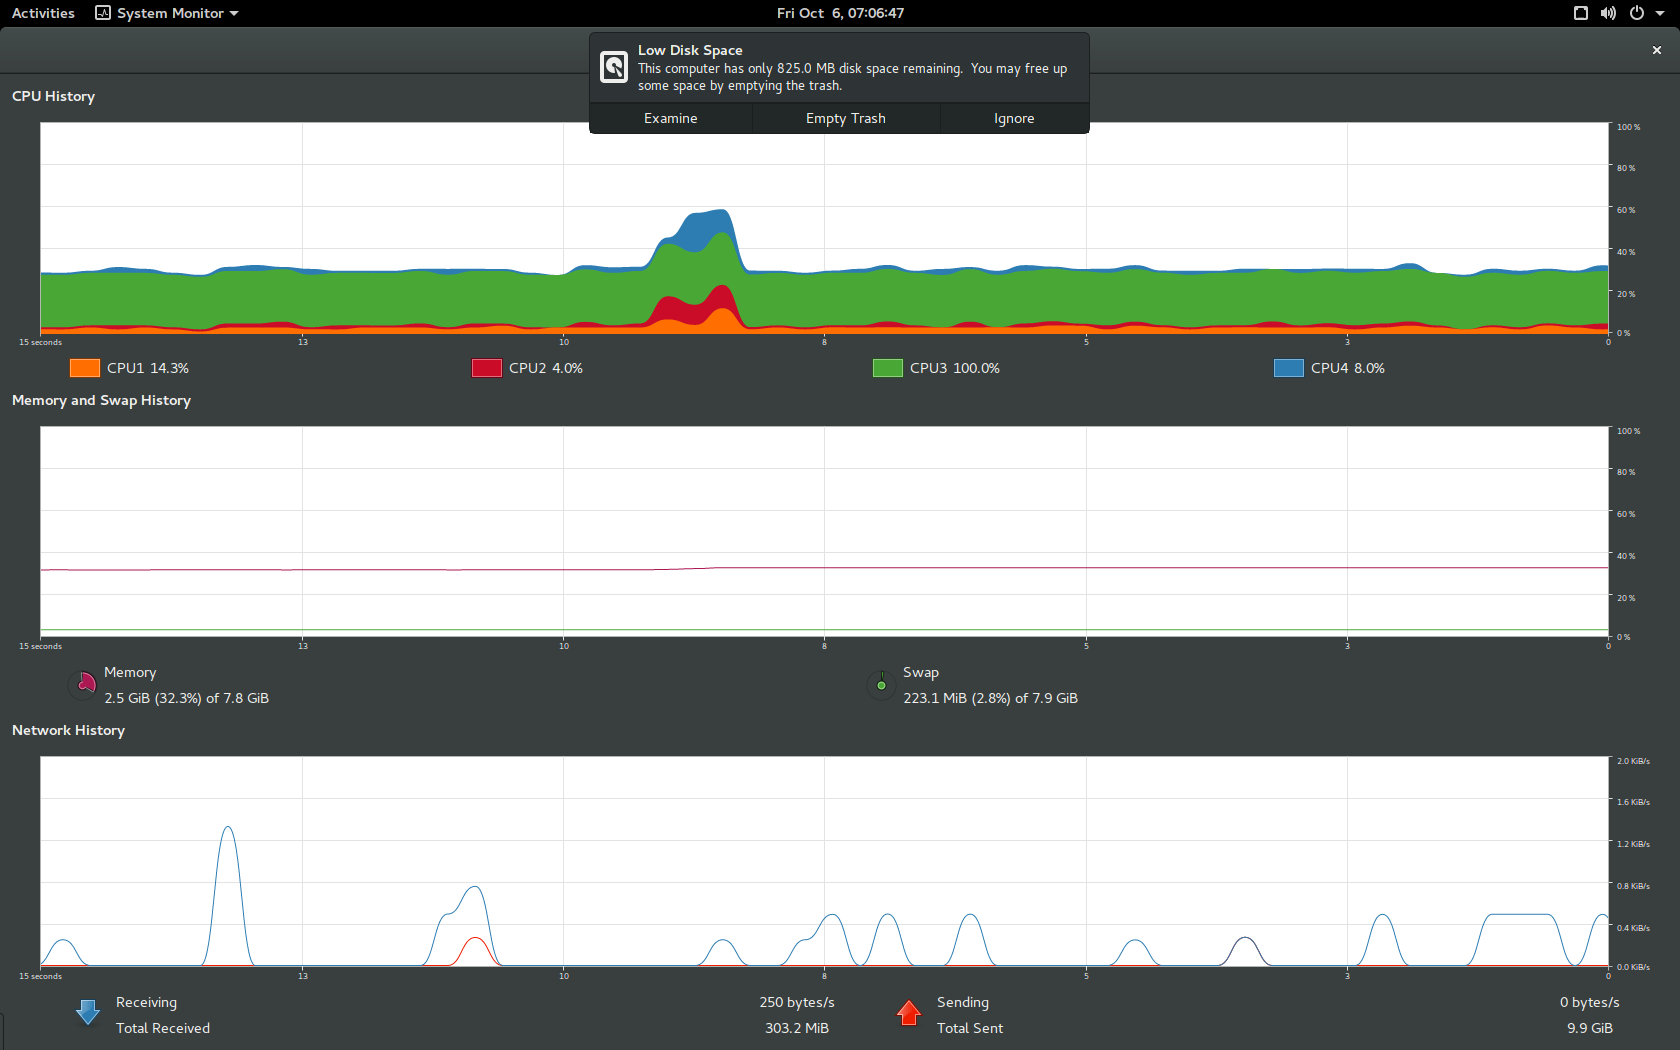 Activities System Monitor Fri Oct 6, 07:06:47
Low Disk Space
This computer has only 825.0 MB disk space remaining. You may free up
some space by emptying the trash.
Examine Empty Trash Ignore
CPU History
100 %
80 %
60 %
40 %
20 %
0 %
15 seconds 13 10 8 5 3 0
CPU1 14.3% CPU2 4.0% CPU3 100.0% CPU4 8.0%
Memory and Swap History
100 %
80 %
60 %
40 %
20 %
0 %
15 seconds 13 10 8 5 3 0
Memory Swap
2.5 GiB (32.3%) of 7.8 GiB 223.1 MiB (2.8%) of 7.9 GiB
Network History
2.0 KiB/s
1.6 KiB/s
1.2 KiB/s
0.8 KiB/s
0.4 KiB/s
0.0 KiB/s
15 seconds 13 10 8 5 3 0
Receiving 250 bytes/s Sending 0 bytes/s
Total Received 303.2 MiB Total Sent 9.9 GiB